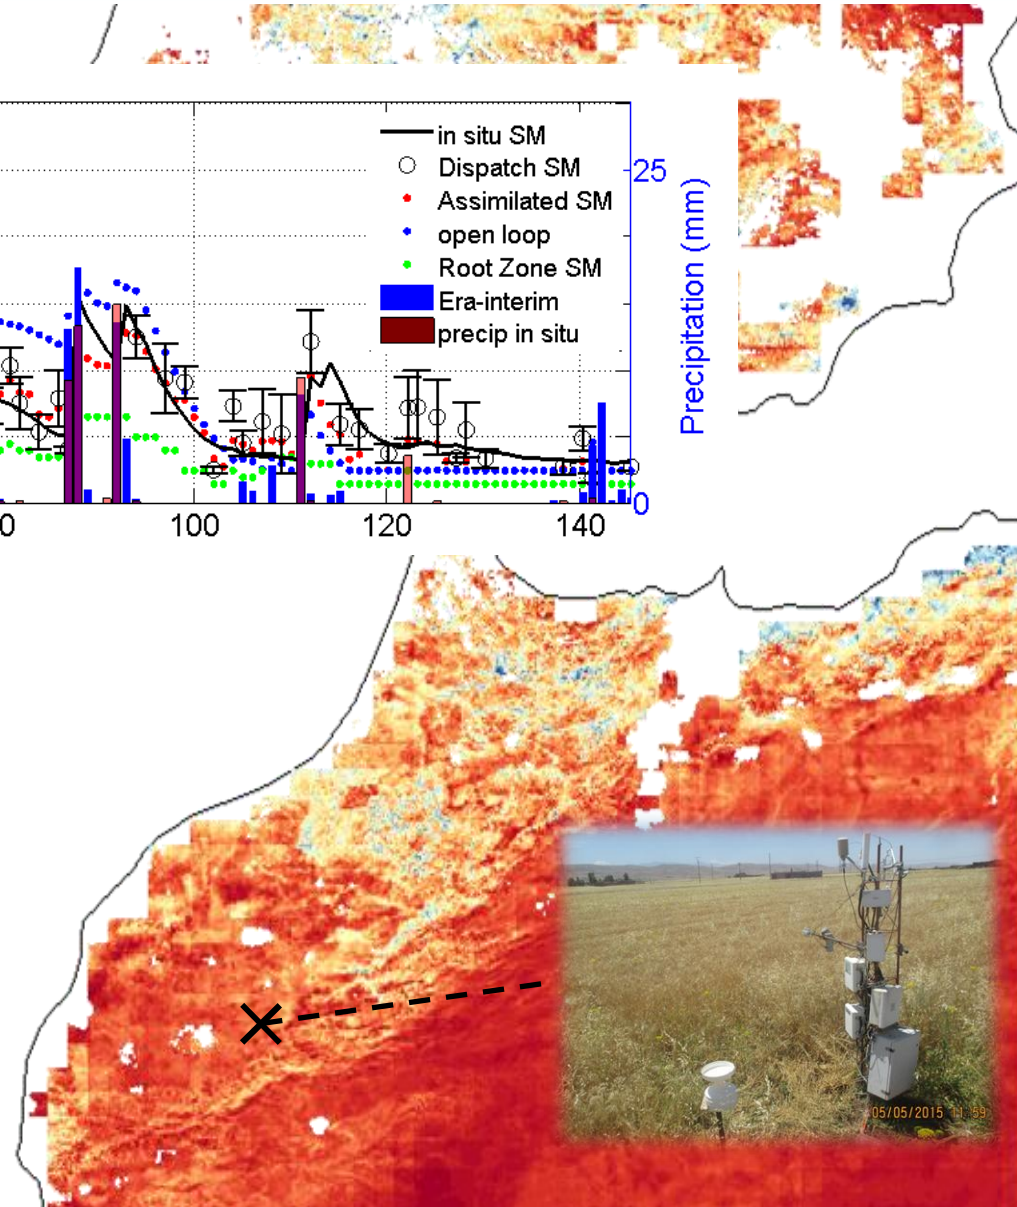 in situ SM
Dispatch SM
Assimilated SM
open loop
Root Zone SM
Era-interim
precip in situ
25
0
Precipitation (mm)
0
100
120
140
05/05/2015 11:59